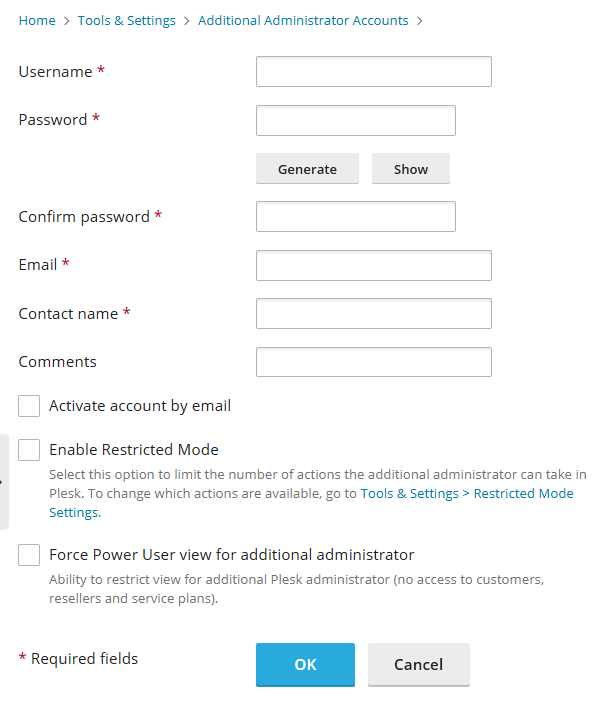 Home > Tools & Settings > Additional Administrator Accounts >
Username *
Password *
Generate Show
Confirm password *
Email *
Contact name *
Comments
Activate account by email
Enable Restricted Mode
Select this option to limit the number of actions the additional administrator can take in
Plesk. To change which actions are available, go to Tools & Settings > Restricted Mode
Settings.
Force Power User view for additional administrator
Ability to restrict view for additional Plesk administrator (no access to customers,
resellers and service plans).
* Required fields OK Cancel